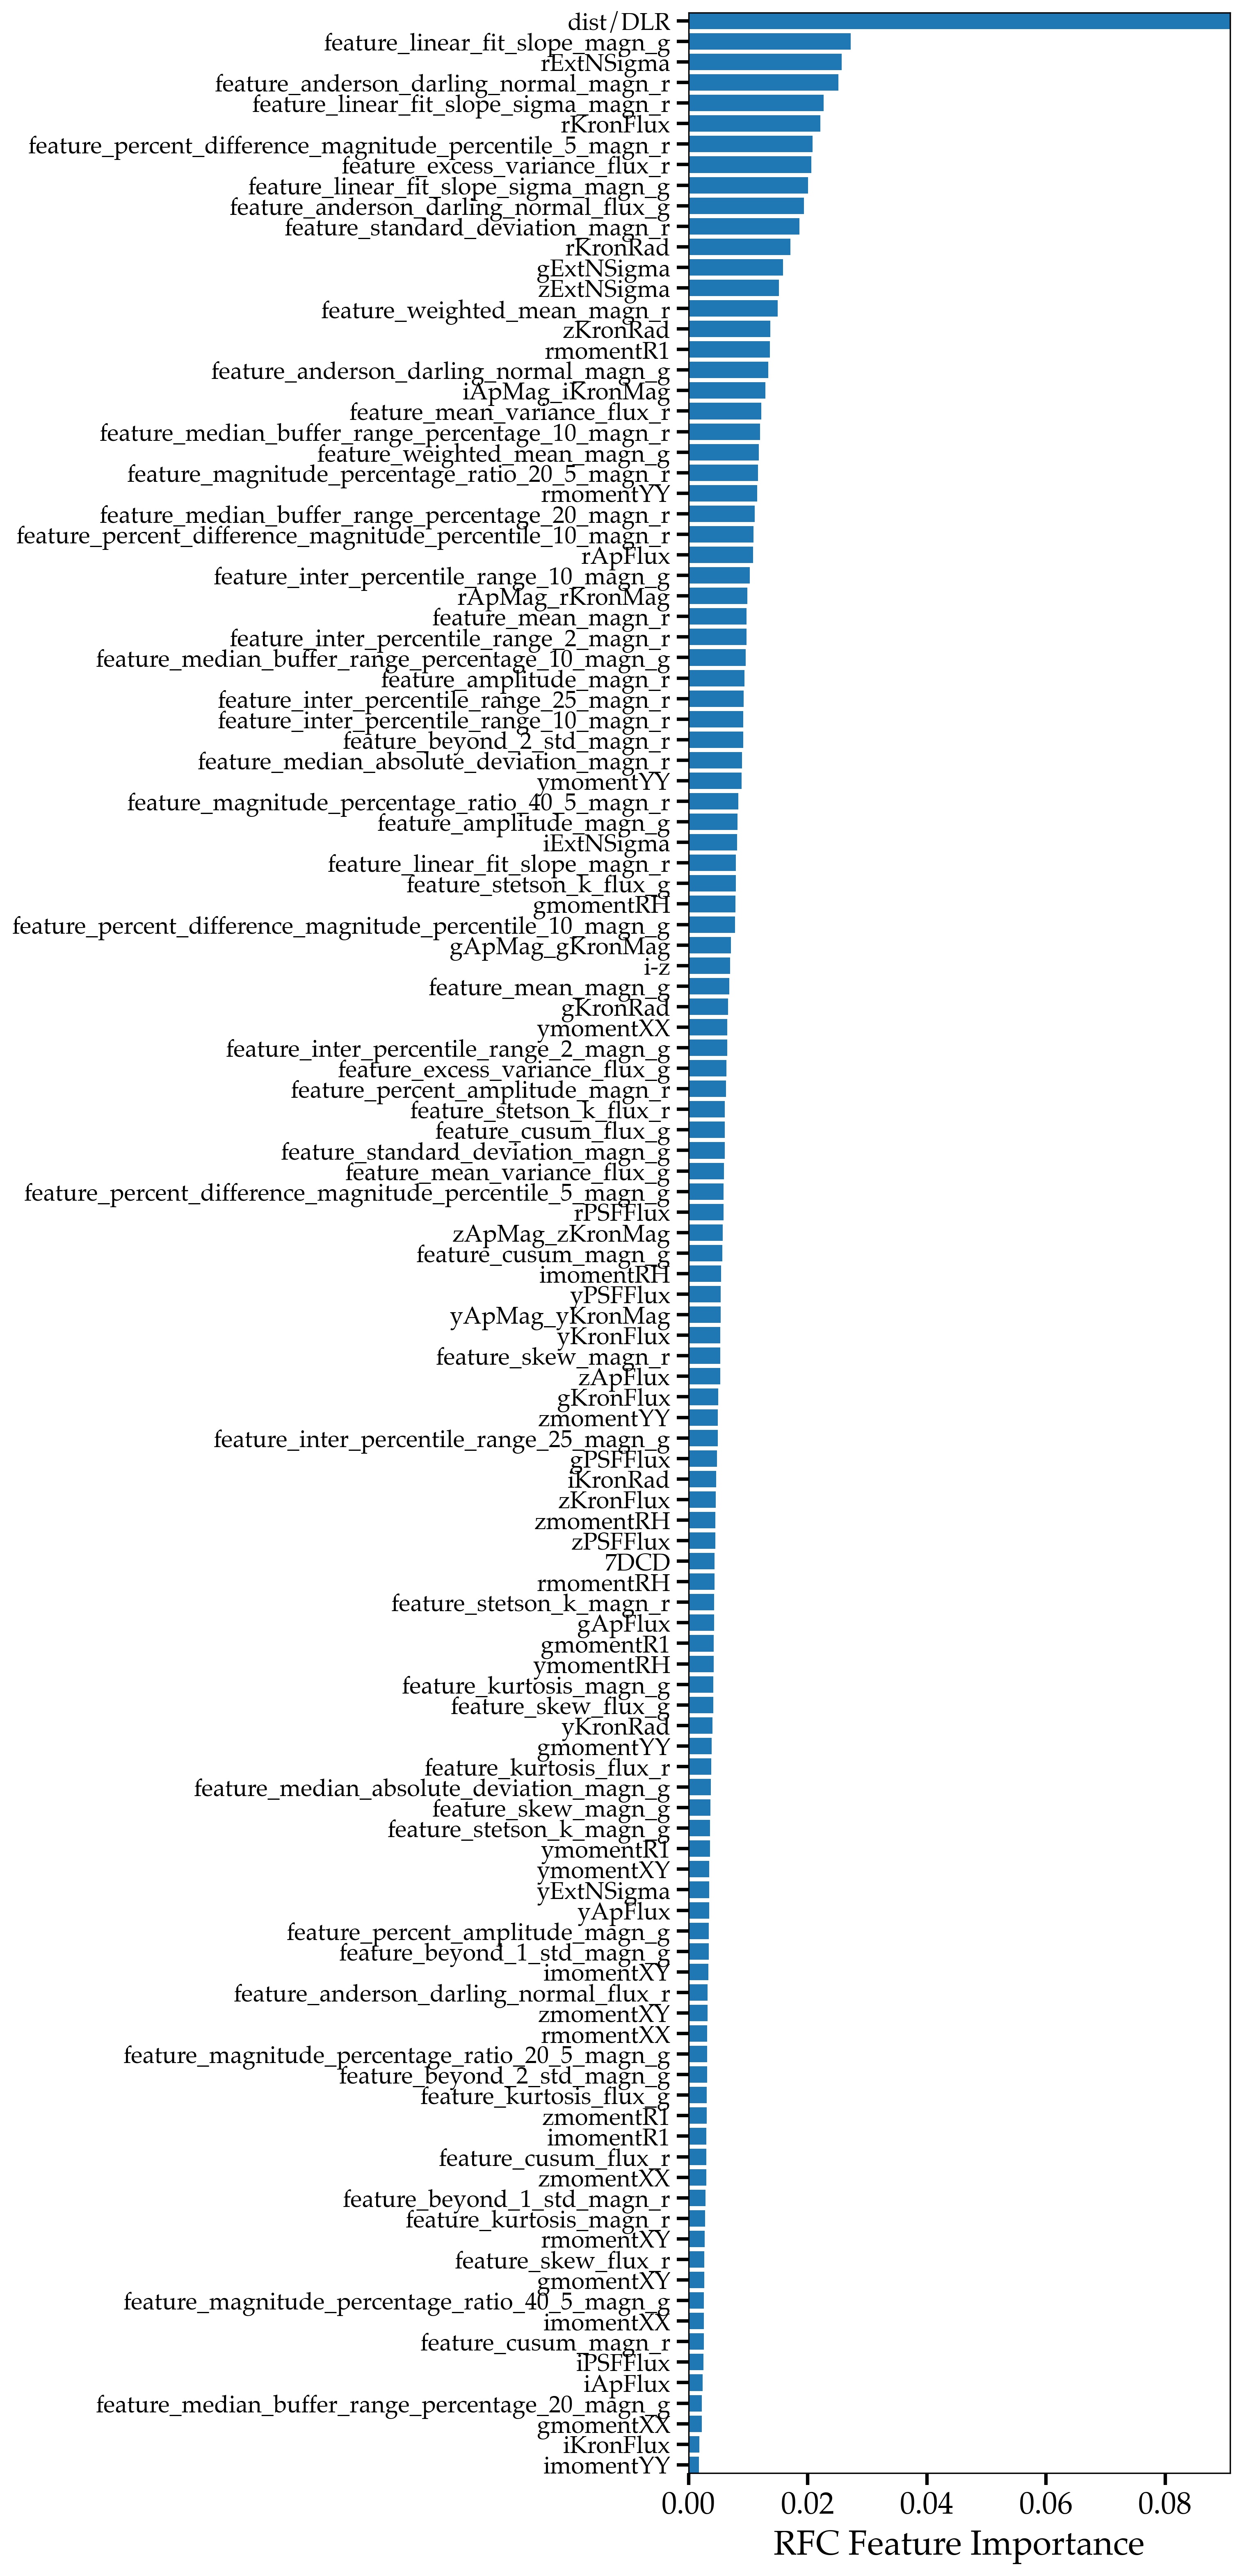 dist/DLR
feature_linear_fit_slope_magn_g
rExtNSigma
feature_anderson_darling_normal_magn_r
feature_linear_fit_slope_sigma_magn_r
rKronFlux
feature_percent_difference_magnitude_percentile_5_magn_r
feature_excess_variance_flux_r
feature_linear_fit_slope_sigma_magn_g
feature_anderson_darling_normal_flux_g
feature_standard_deviation_magn_r
rKronRad
gExtNSigma
zExtNSigma
feature_weighted_mean_magn_r
zKronRad
rmomentR1
feature_anderson_darling_normal_magn_g
iApMag_iKronMag
feature_mean_variance_flux_r
feature_median_buffer_range_percentage_10_magn_r
feature_weighted_mean_magn_g
feature_magnitude_percentage_ratio_20_5_magn_r
rmomentYY
feature_median_buffer_range_percentage_20_magn_r
feature_percent_difference_magnitude_percentile_10_magn_r
rApFlux
feature_inter_percentile_range_10_magn_g
rApMag_rKronMag
feature_mean_magn_r
feature_inter_percentile_range_2_magn_r
feature_median_buffer_range_percentage_10_magn_g
feature_amplitude_magn_r
feature_inter_percentile_range_25_magn_r
feature_inter_percentile_range_10_magn_r
feature_beyond_2_std_magn_r
feature_median_absolute_deviation_magn_r
ymomentYY
feature_magnitude_percentage_ratio_40_5_magn_r
feature_amplitude_magn_g
iExtNSigma
feature_linear_fit_slope_magn_r
feature_stetson_k_flux_g
gmomentRH
feature_percent_difference_magnitude_percentile_10_magn_g
gApMag_gKronMag
i-z
feature_mean_magn_g
gKronRad
ymomentXX
feature_inter_percentile_range_2_magn_g
feature_excess_variance_flux_g
feature_percent_amplitude_magn_r
feature_stetson_k_flux_r
feature_cusum_flux_g
feature_standard_deviation_magn_g
feature_mean_variance_flux_g
feature_percent_difference_magnitude_percentile_5_magn_g
rPSFFlux
zApMag_zKronMag
feature_cusum_magn_g
imomentRH
yPSFFlux
yApMag_yKronMag
yKronFlux
feature_skew_magn_r
zApFlux
gKronFlux
zmomentYY
feature_inter_percentile_range_25_magn_g
gPSFFlux
iKronRad
zKronFlux
zmomentRH
zPSFFlux
7DCD
rmomentRH
feature_stetson_k_magn_r
gApFlux
gmomentR1
ymomentRH
feature_kurtosis_magn_g
feature_skew_flux_g
yKronRad
gmomentYY
feature_kurtosis_flux_r
feature_median_absolute_deviation_magn_g
feature_skew_magn_g
feature_stetson_k_magn_g
ymomentR1
ymomentXY
yExtNSigma
yApFlux
feature_percent_amplitude_magn_g
feature_beyond_1_std_magn_g
imomentXY
feature_anderson_darling_normal_flux_r
zmomentXY
rmomentXX
feature_magnitude_percentage_ratio_20_5_magn_g
feature_beyond_2_std_magn_g
feature_kurtosis_flux_g
zmomentR1
imomentR1
feature_cusum_flux_r
zmomentXX
feature_beyond_1_std_magn_r
feature_kurtosis_magn_r
rmomentXY
feature_skew_flux_r
gmomentXY
feature_magnitude_percentage_ratio_40_5_magn_g
imomentXX
feature_cusum_magn_r
iPSFFlux
iApFlux
feature_median_buffer_range_percentage_20_magn_g
gmomentXX
iKronFlux
imomentYY
0.00 0.02 0.04 0.06 0.08
RFC Feature Importance